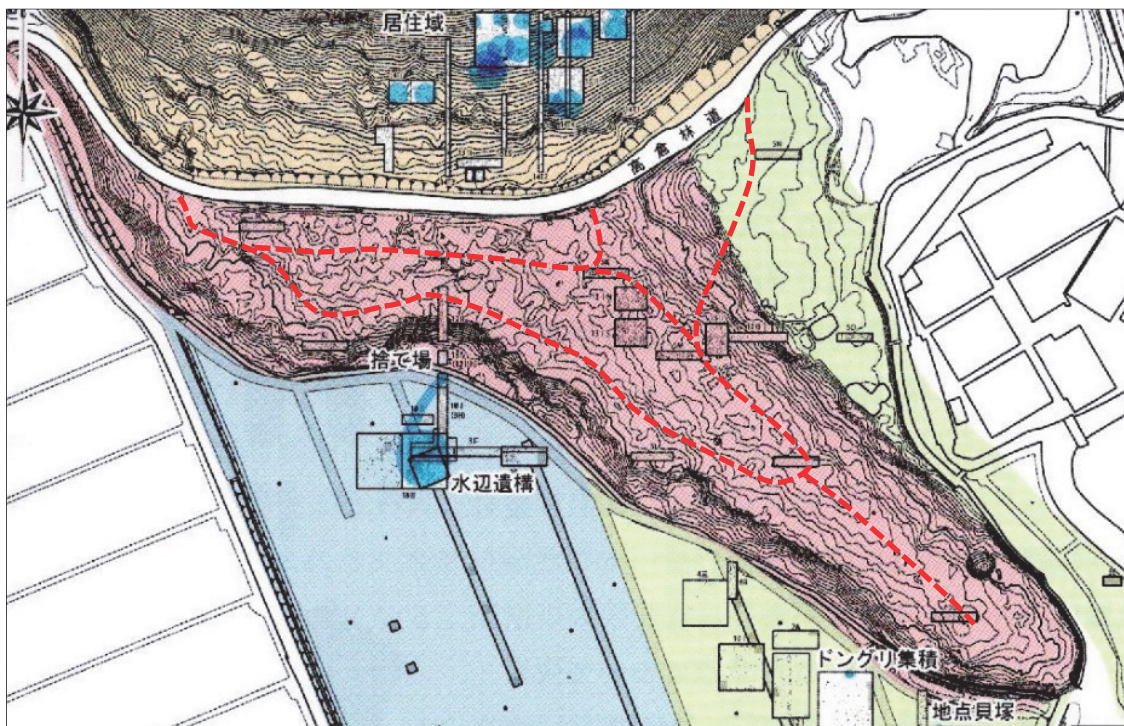 居住域
高倉林道
捨て場
水辺遺構
ドングリ集積
地点貝塚